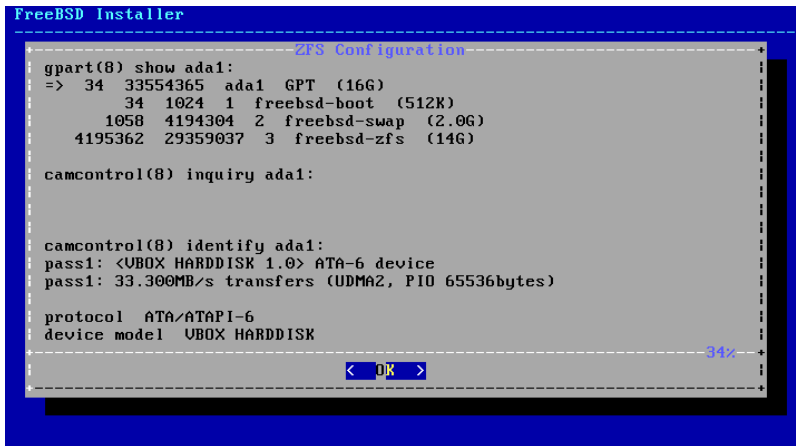 FreeBSD Installer
ZFS Configuration
gpart(8) show ada1:
=> 34 33554365 ada1 GPT (16G)
34 1024 1 freebsd-boot (512K)
1058 4194304 2 freebsd-swap (2.0G)
4195362 29359037 3 freebsd-zfs (14G)
camcontrol(8) inquiry ada1:
camcontrol(8) identify ada1:
pass1: <VBOX HARDDISK 1.0> ATA-6 device
pass1: 33.300MB/s transfers (UDMA2, PIO 65536bytes)
protocol ATA/ATAPI-6
device model VBOX HARDDISK
34%
< OK >